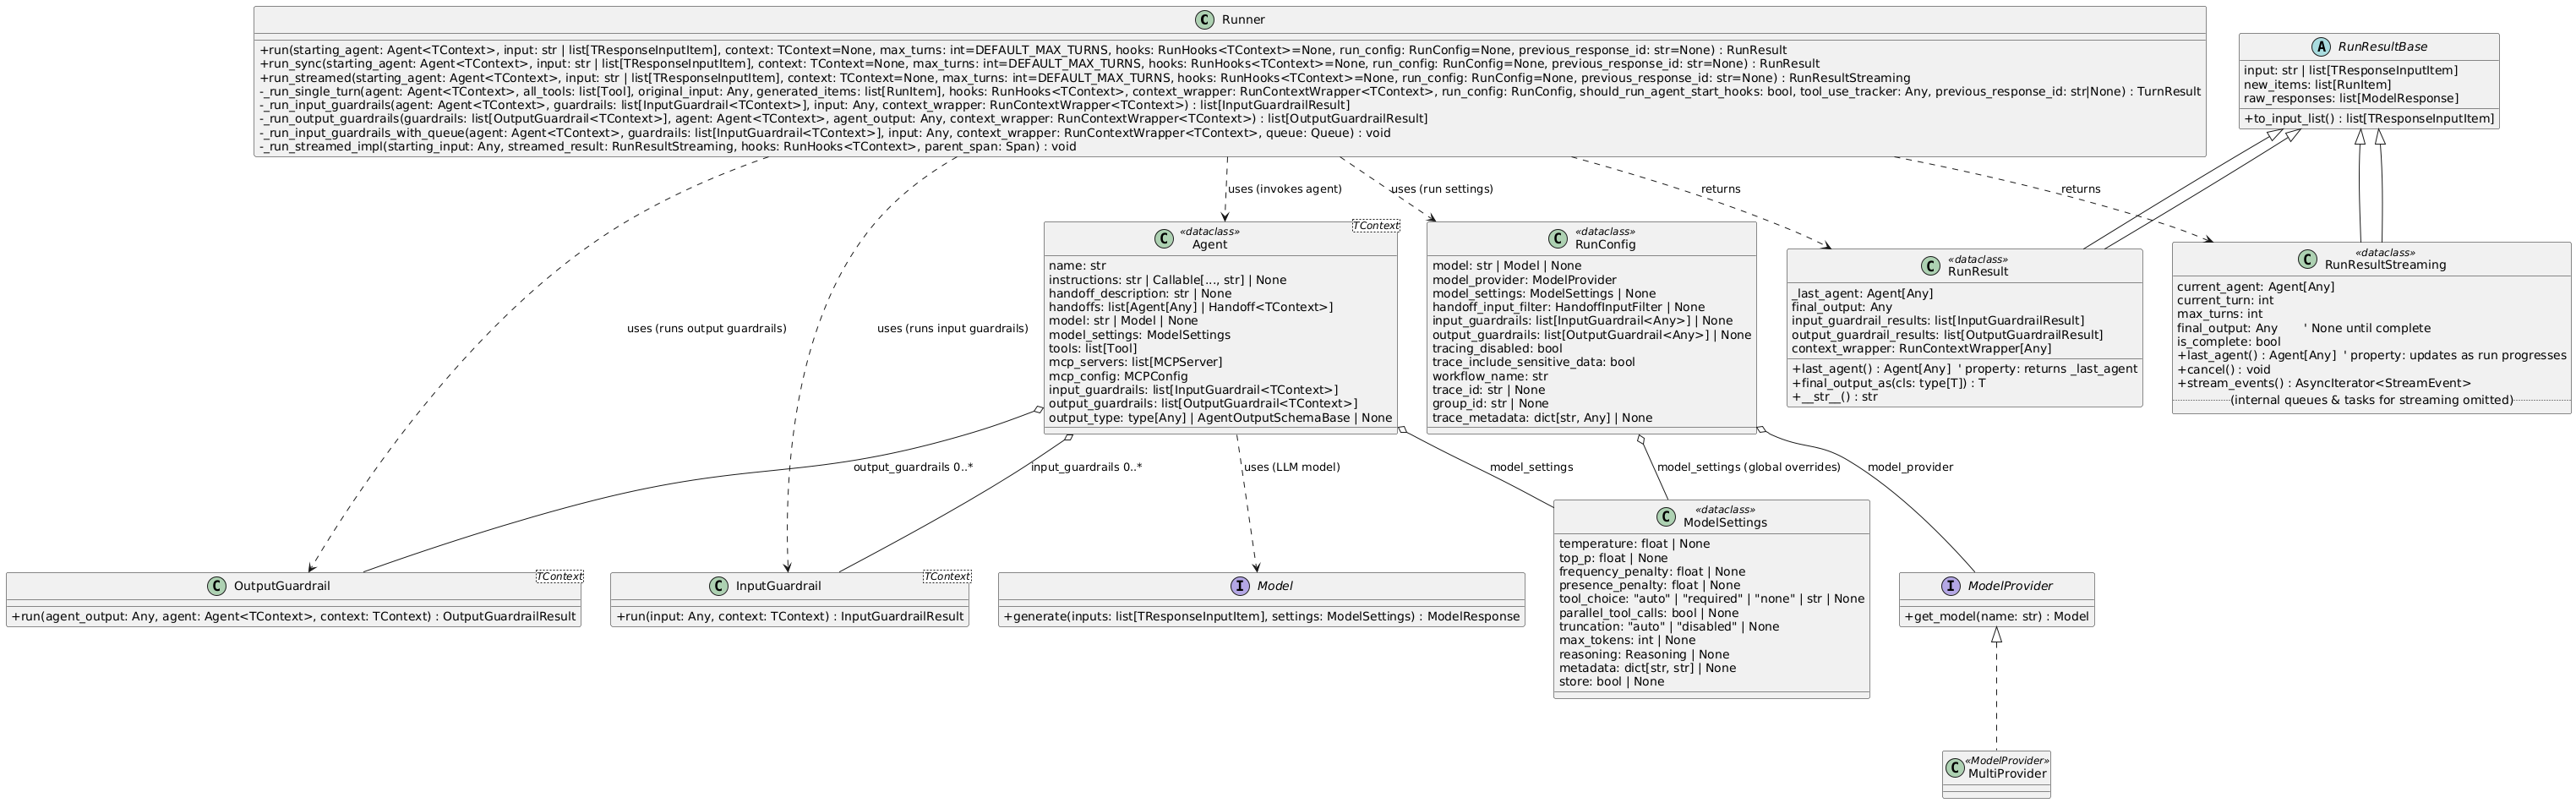 C Runner
+run(starting_agent: Agent<TContext>, input: str | list[TResponseInputItem], context: TContext=None, max_turns: int=DEFAULT_MAX_TURNS, hooks: RunHooks<TContext>=None, run_config: RunConfig=None, previous_response_id: str=None) : RunResult
+run_sync(starting_agent: Agent<TContext>, input: str | list[TResponseInputItem], context: TContext=None, max_turns: int=DEFAULT_MAX_TURNS, hooks: RunHooks<TContext>=None, run_config: RunConfig=None, previous_response_id: str=None) : RunResult
+run_streamed(starting_agent: Agent<TContext>, input: str | list[TResponseInputItem], context: TContext=None, max_turns: int=DEFAULT_MAX_TURNS, hooks: RunHooks<TContext>=None, run_config: RunConfig=None, previous_response_id: str=None) : RunResultStreaming
-_run_single_turn(agent: Agent<TContext>, all_tools: list[Tool], original_input: Any, generated_items: list[RunItem], hooks: RunHooks<TContext>, context_wrapper: RunContextWrapper<TContext>, run_config: RunConfig, should_run_agent_start_hooks: bool, tool_use_tracker: Any, previous_response_id: str|None) : TurnResult
-_run_input_guardrails(agent: Agent<TContext>, guardrails: list[InputGuardrail<TContext>], input: Any, context_wrapper: RunContextWrapper<TContext>) : list[InputGuardrailResult]
-_run_output_guardrails(guardrails: list[OutputGuardrail<TContext>], agent: Agent<TContext>, agent_output: Any, context_wrapper: RunContextWrapper<TContext>) : list[OutputGuardrailResult]
-_run_input_guardrails_with_queue(agent: Agent<TContext>, guardrails: list[InputGuardrail<TContext>], input: Any, context_wrapper: RunContextWrapper<TContext>, queue: Queue) : void
-_run_streamed_impl(starting_input: Any, streamed_result: RunResultStreaming, hooks: RunHooks<TContext>, parent_span: Span) : void
A RunResultBase
input: str | list[TResponseInputItem]
new_items: list[RunItem]
raw_responses: list[ModelResponse]
+to_input_list() : list[TResponseInputItem]
uses (invokes agent)
uses (run settings)
returns
returns
uses (runs output guardrails)
uses (runs input guardrails)
TContext
C «dataclass»
Agent
name: str
instructions: str | Callable[..., str] | None
handoff_description: str | None
handoffs: list[Agent[Any] | Handoff<TContext>]
model: str | Model | None
model_settings: ModelSettings
tools: list[Tool]
mcp_servers: list[MCPServer]
mcp_config: MCPConfig
input_guardrails: list[InputGuardrail<TContext>]
output_guardrails: list[OutputGuardrail<TContext>]
output_type: type[Any] | AgentOutputSchemaBase | None
C «dataclass»
RunConfig
model: str | Model | None
model_provider: ModelProvider
model_settings: ModelSettings | None
handoff_input_filter: HandoffInputFilter | None
input_guardrails: list[InputGuardrail<Any>] | None
output_guardrails: list[OutputGuardrail<Any>] | None
tracing_disabled: bool
trace_include_sensitive_data: bool
workflow_name: str
trace_id: str | None
group_id: str | None
trace_metadata: dict[str, Any] | None
C «dataclass»
RunResult
_last_agent: Agent[Any]
final_output: Any
input_guardrail_results: list[InputGuardrailResult]
output_guardrail_results: list[OutputGuardrailResult]
context_wrapper: RunContextWrapper[Any]
+last_agent() : Agent[Any]  ' property: returns _last_agent
+final_output_as(cls: type[T]) : T
+__str__() : str
C «dataclass»
RunResultStreaming
current_agent: Agent[Any]
current_turn: int
max_turns: int
final_output: Any       ' None until complete
is_complete: bool
+last_agent() : Agent[Any]  ' property: updates as run progresses
+cancel() : void
+stream_events() : AsyncIterator<StreamEvent>
(internal queues & tasks for streaming omitted)
output_guardrails 0..*
input_guardrails 0..*
uses (LLM model)
model_settings
model_settings (global overrides)
model_provider
TContext
C OutputGuardrail
+run(agent_output: Any, agent: Agent<TContext>, context: TContext) : OutputGuardrailResult
TContext
C InputGuardrail
+run(input: Any, context: TContext) : InputGuardrailResult
I Model
+generate(inputs: list[TResponseInputItem], settings: ModelSettings) : ModelResponse
C «dataclass»
ModelSettings
temperature: float | None
top_p: float | None
frequency_penalty: float | None
presence_penalty: float | None
tool_choice: "auto" | "required" | "none" | str | None
parallel_tool_calls: bool | None
truncation: "auto" | "disabled" | None
max_tokens: int | None
reasoning: Reasoning | None
metadata: dict[str, str] | None
store: bool | None
I ModelProvider
+get_model(name: str) : Model
C «ModelProvider»
MultiProvider